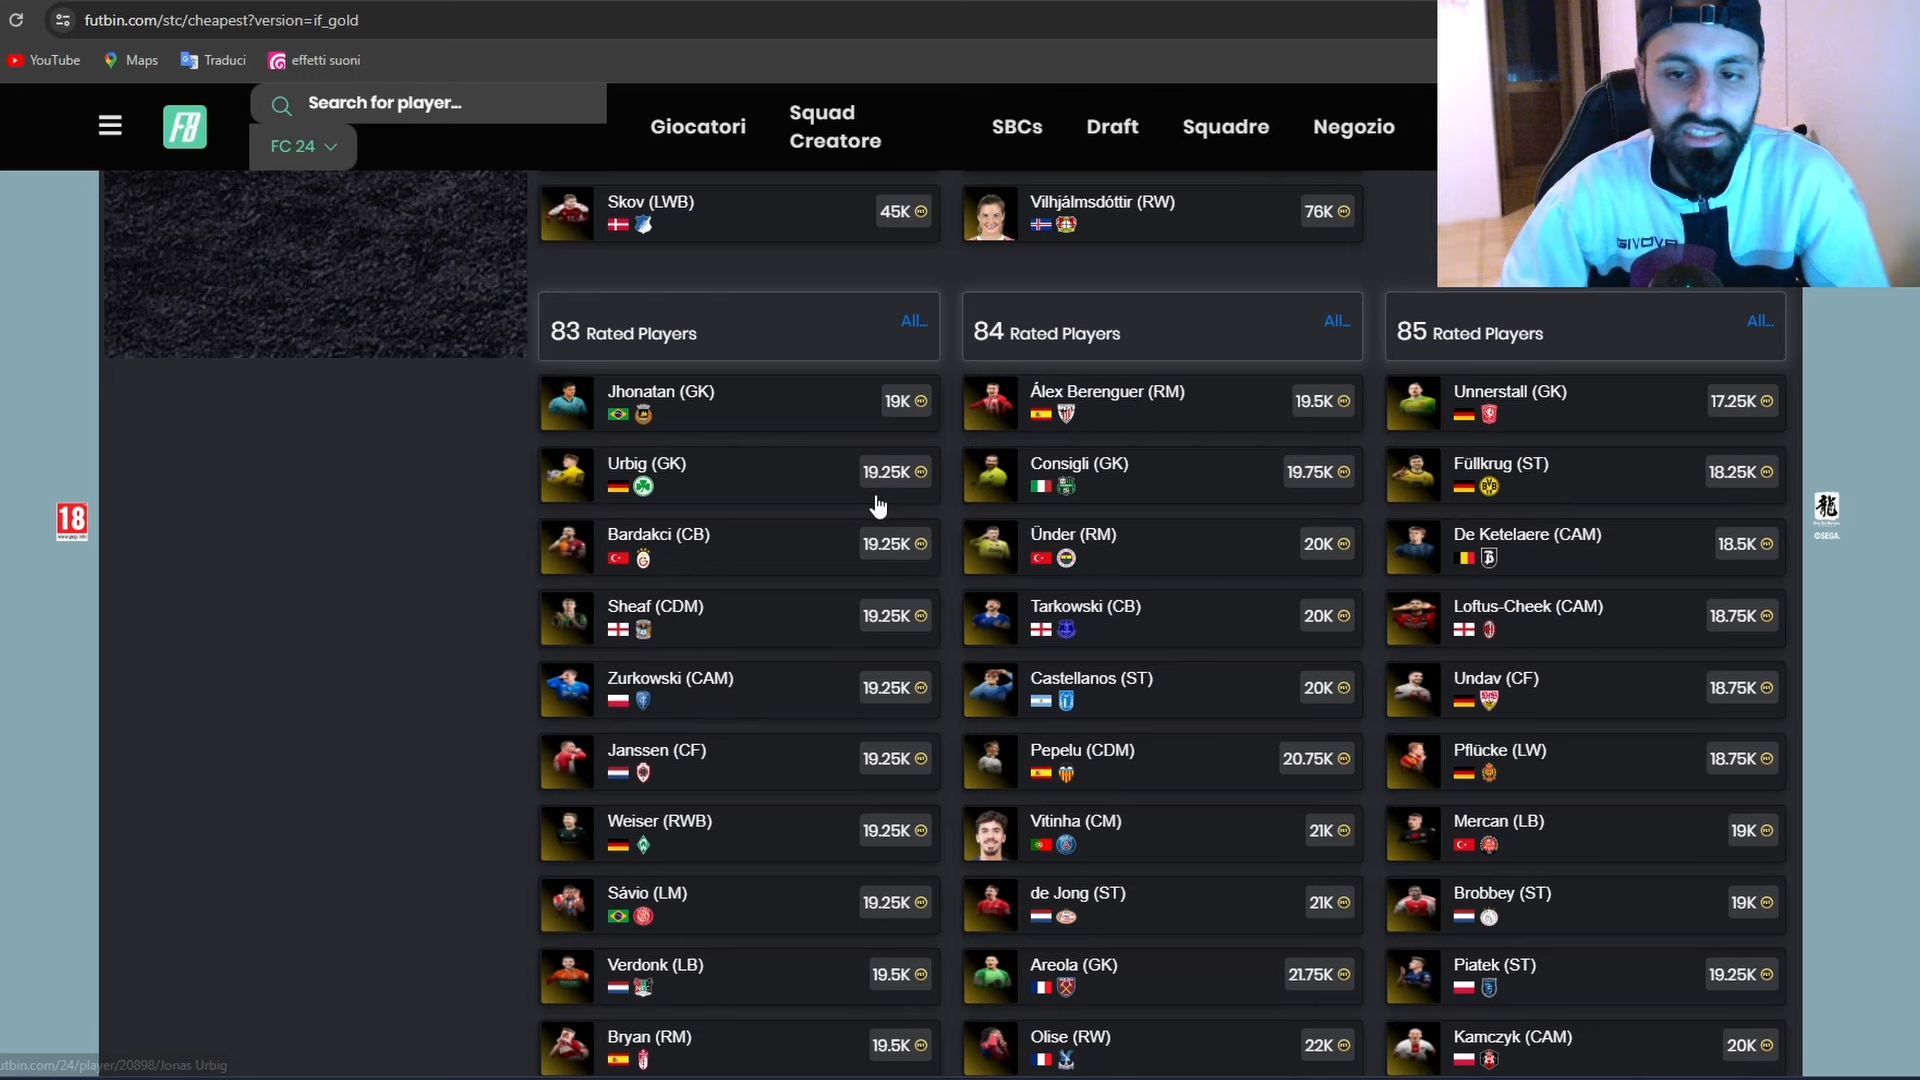 futbin.com/stc/cheapest?version=if_gold
YouTube
Maps
Traduci
effetti suoni
Search for player...
FC 24
Giocatori
Squad
Creatore
SBCs
Draft
Squadre
Negozio
GIVOVA
Skov (LWB)
45K
Vilhjálmsdóttir (RW)
76K
83 Rated Players
All...
84 Rated Players
All...
85 Rated Players
All...
Jhonatan (GK)
19K
Álex Berenguer (RM)
19.5K
Unnerstall (GK)
17.25K
Urbig (GK)
19.25K
Consigli (GK)
19.75K
Füllkrug (ST)
18.25K
Bardakci (CB)
19.25K
Ünder (RM)
20K
De Ketelaere (CAM)
18.5K
Sheaf (CDM)
19.25K
Tarkowski (CB)
20K
Loftus-Cheek (CAM)
18.75K
Zurkowski (CAM)
19.25K
Castellanos (ST)
20K
Undav (CF)
18.75K
Janssen (CF)
19.25K
Pepelu (CDM)
20.75K
Pflücke (LW)
18.75K
Weiser (RWB)
19.25K
Vitinha (CM)
21K
Mercan (LB)
19K
Sávio (LM)
19.25K
de Jong (ST)
21K
Brobbey (ST)
19K
Verdonk (LB)
19.5K
Areola (GK)
21.75K
Piatek (ST)
19.25K
Bryan (RM)
19.5K
Olise (RW)
22K
Kamczyk (CAM)
20K
18
龍
©SEGA.
utbin.com/24/player/20898/Jonas Urbig